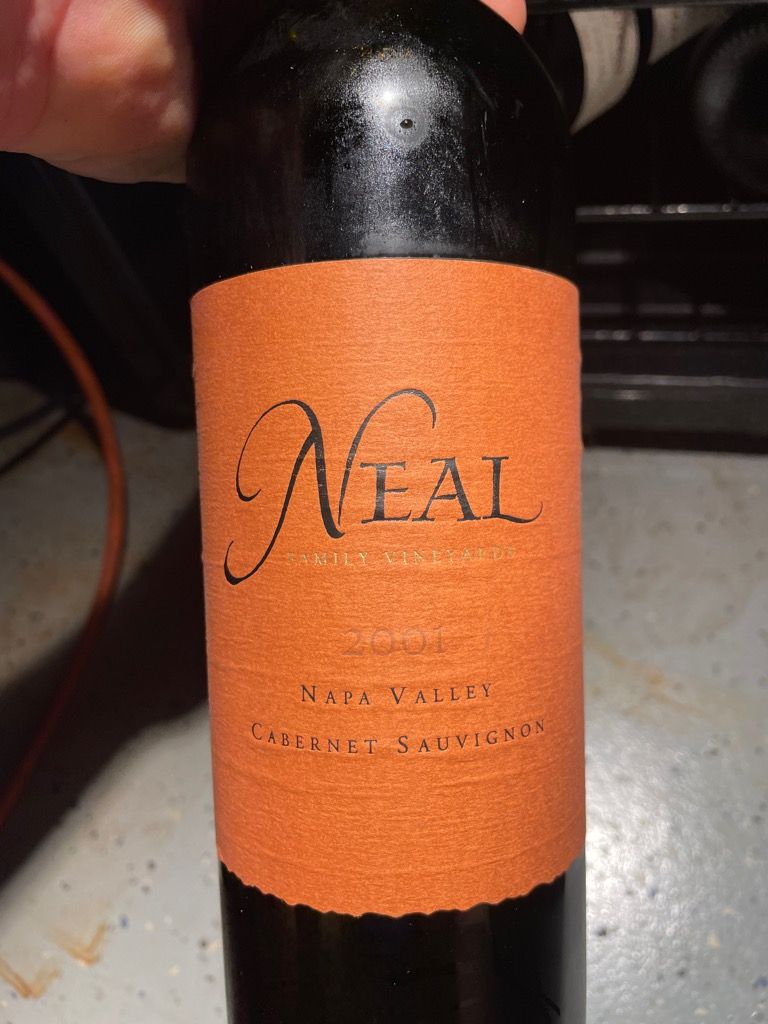 NEAL
FAMILY VINEYARDS
2001
NAPA VALLEY
CABERNET SAUVIGNON